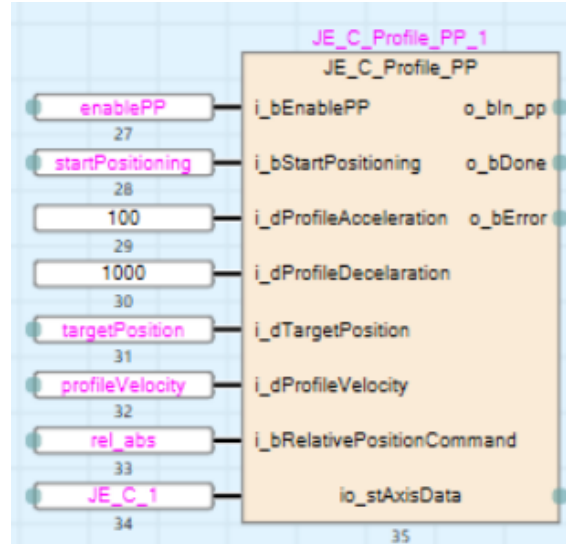 JE_C_Profile_PP_1
JE_C_Profile_PP
enablePP i_bEnablePP o_bIn_pp
27
startPositioning i_bStartPositioning o_bDone
28
100 i_dProfileAcceleration o_bError
29
1000 i_dProfileDecelaration
30
targetPosition i_dTargetPosition
31
profileVelocity i_dProfileVelocity
32
rel_abs i_bRelativePositionCommand
33
JE_C_1 io_stAxisData
34 35